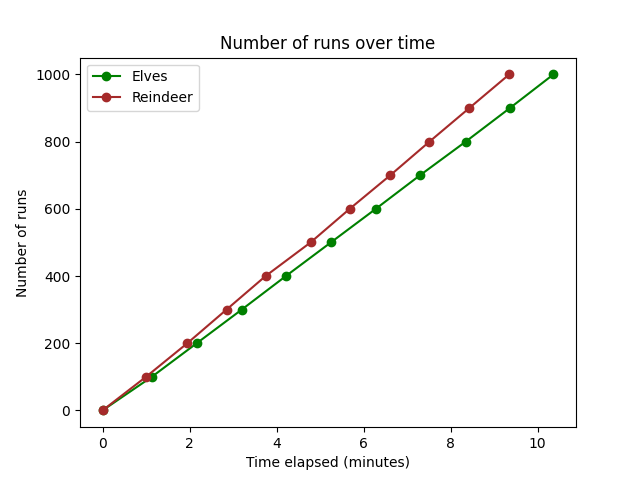 Number of runs over time
Elves
Reindeer
Number of runs
1000
800
600
400
200
0
0 2 4 6 8 10
Time elapsed (minutes)